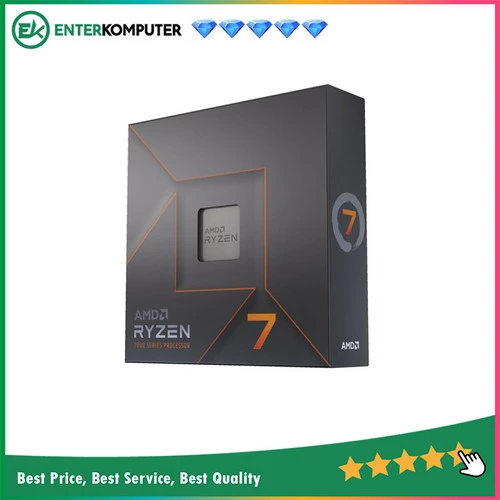 EK ENTERKOMPUTER
AMD
RYZEN
7
AMD
RYZEN
7000 SERIES PROCESSOR
7
AMD
Best Price, Best Service, Best Quality